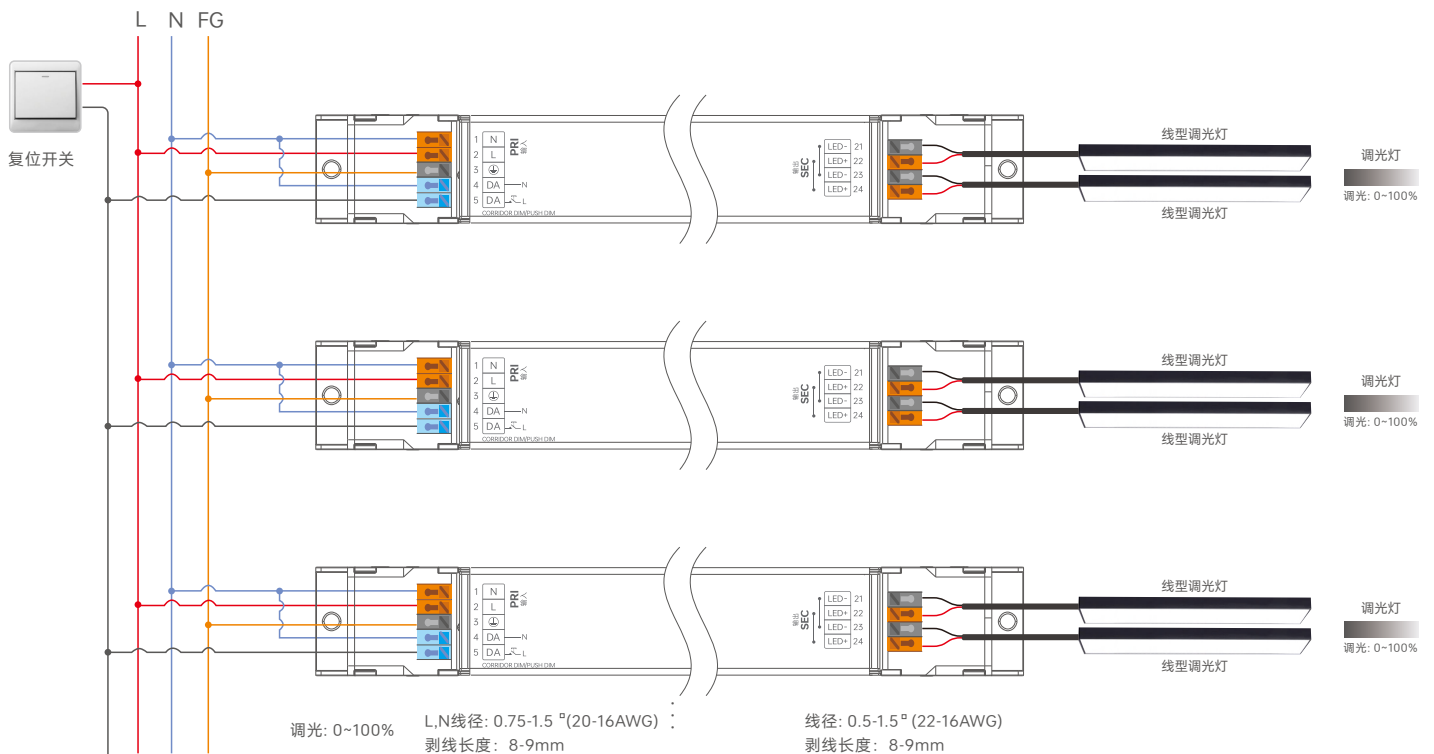 L N FG
复位开关
1 N
2 L
3
4 DA N
5 DA L
PRI
输入
CORRIDOR DIM/PUSH DIM
输出
SEC
LED- 21
LED+ 22
LED- 23
LED+ 24
线型调光灯
线型调光灯
调光灯
调光: 0~100%
1 N
2 L
3
4 DA N
5 DA L
PRI
输入
CORRIDOR DIM/PUSH DIM
输出
SEC
LED- 21
LED+ 22
LED- 23
LED+ 24
线型调光灯
线型调光灯
调光灯
调光: 0~100%
1 N
2 L
3
4 DA N
5 DA L
PRI
输入
CORRIDOR DIM/PUSH DIM
输出
SEC
LED- 21
LED+ 22
LED- 23
LED+ 24
线型调光灯
线型调光灯
调光灯
调光: 0~100%
调光: 0~100%
L,N线径: 0.75-1.5 ¤(20-16AWG)
剥线长度: 8-9mm
线径: 0.5-1.5¤ (22-16AWG)
剥线长度: 8-9mm